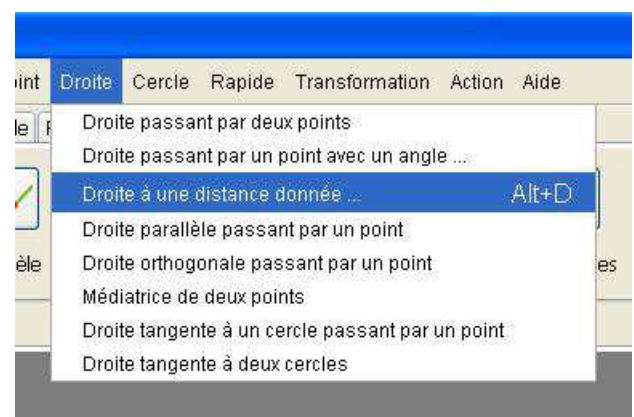 int Droite Cercle Rapide Transformation Action Aide
le
Droite passant par deux points
Droite passant par un point avec un angle ...
Droite à une distance donnée ... Alt+D
Droite parallèle passant par un point
èle
Droite orthogonale passant par un point
es
Médiatrice de deux points
Droite tangente à un cercle passant par un point
Droite tangente à deux cercles